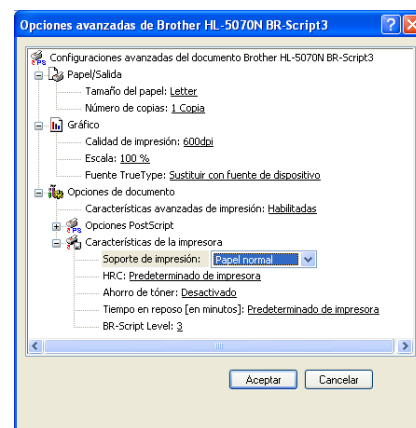 Opciones avanzadas de Brother HL-5070N BR-Script3
Configuraciones avanzadas del documento Brother HL-5070N BR-Script3
Papel/Salida
Tamaño del papel: Letter
Número de copias: 1 Copia
Gráfico
Calidad de impresión: 600dpi
Escala: 100 %
Fuente TrueType: Sustituir con fuente de dispositivo
Opciones de documento
Características avanzadas de impresión: Habilitadas
Opciones PostScript
Características de la impresora
Soporte de impresión: Papel normal
HRC: Predeterminado de impresora
Ahorro de tóner: Desactivado
Tiempo en reposo [en minutos]: Predeterminado de impresora
BR-Script Level: 3
Aceptar Cancelar